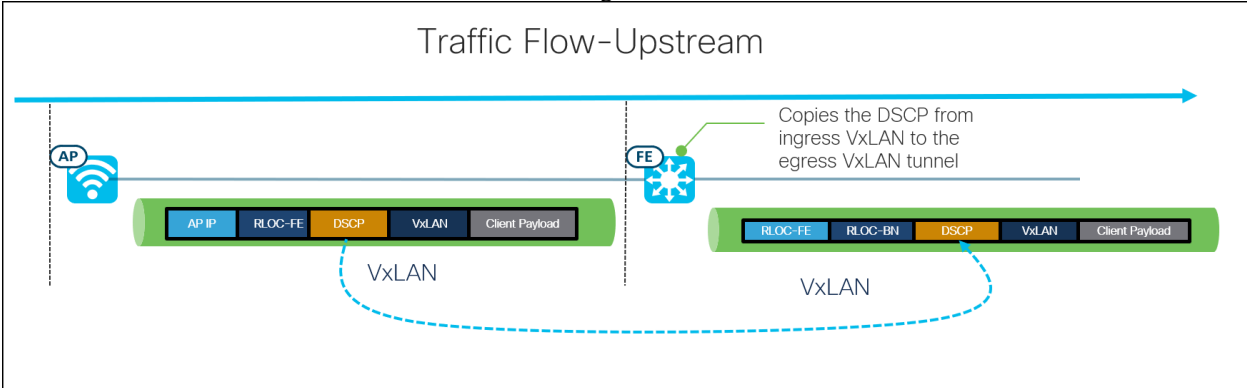 Traffic Flow-Upstream
Copies the DSCP from
ingress VxLAN to the
egress VxLAN tunnel
AP
FE
AP IP RLOC-FE DSCP VxLAN Client Payload
RLOC-FE RLOC-BN DSCP VxLAN Client Payload
VxLAN
VxLAN